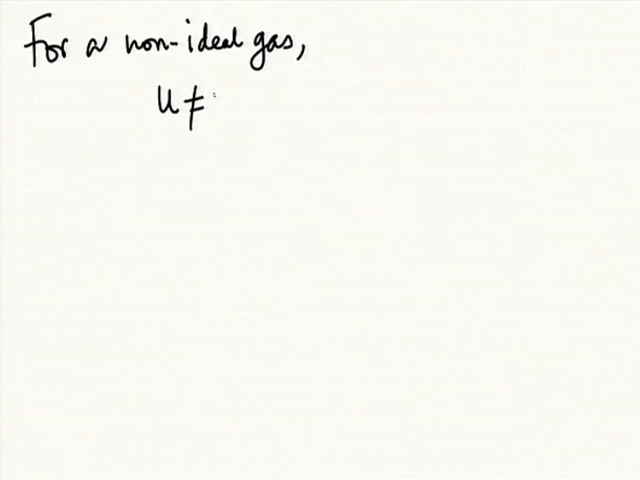 For a non-ideal gas,
U ≠